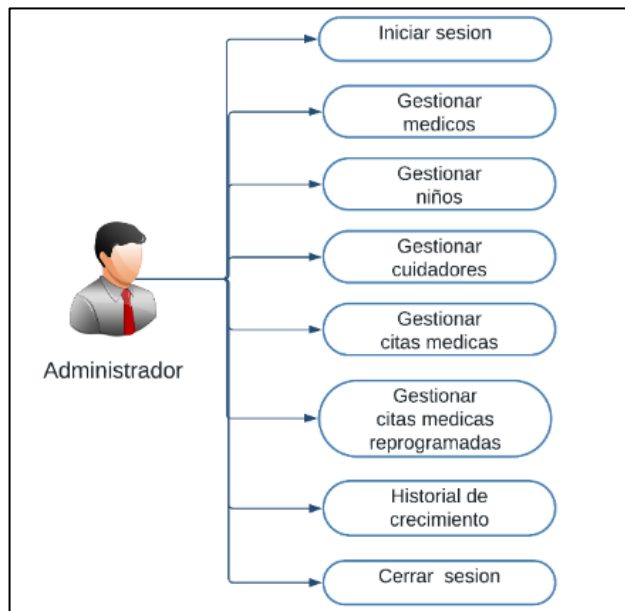 Iniciar sesion
Gestionar
medicos
Gestionar
niños
Gestionar
cuidadores
Gestionar
citas medicas
Administrador
Gestionar
citas medicas
reprogramadas
Historial de
crecimiento
Cerrar sesion